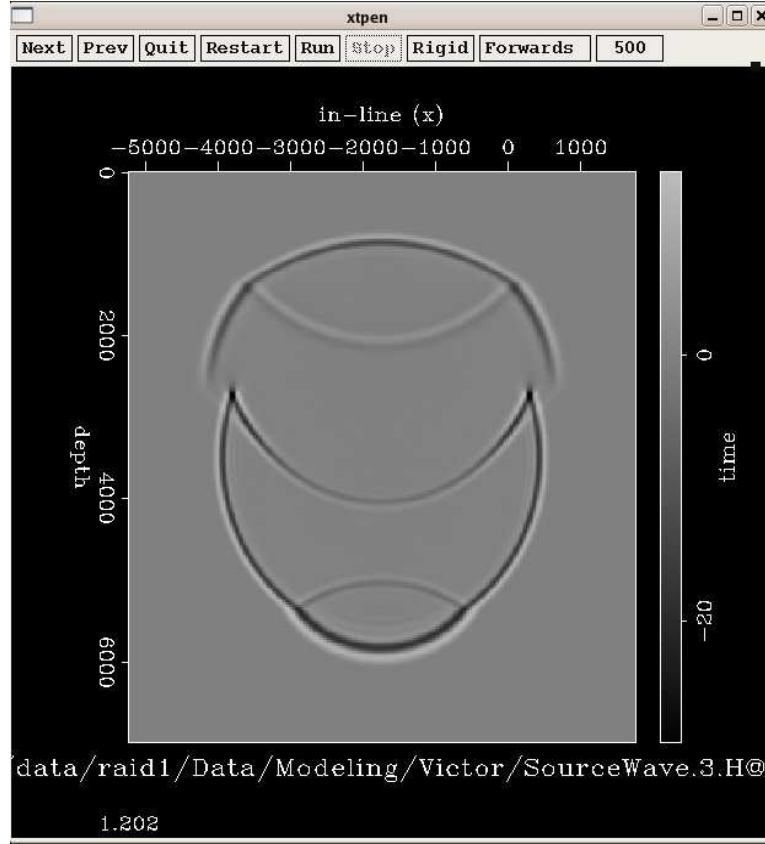 xtpen
Next Prev Quit Restart Run Stop Rigid Forwards 500
in-line (x)
-5000 -4000 -3000 -2000 -1000 0 1000
0
2000
4000
6000
depth
0
-20
time
/data/raid1/Data/Modeling/Victor/SourceWave.3.H@
1.202